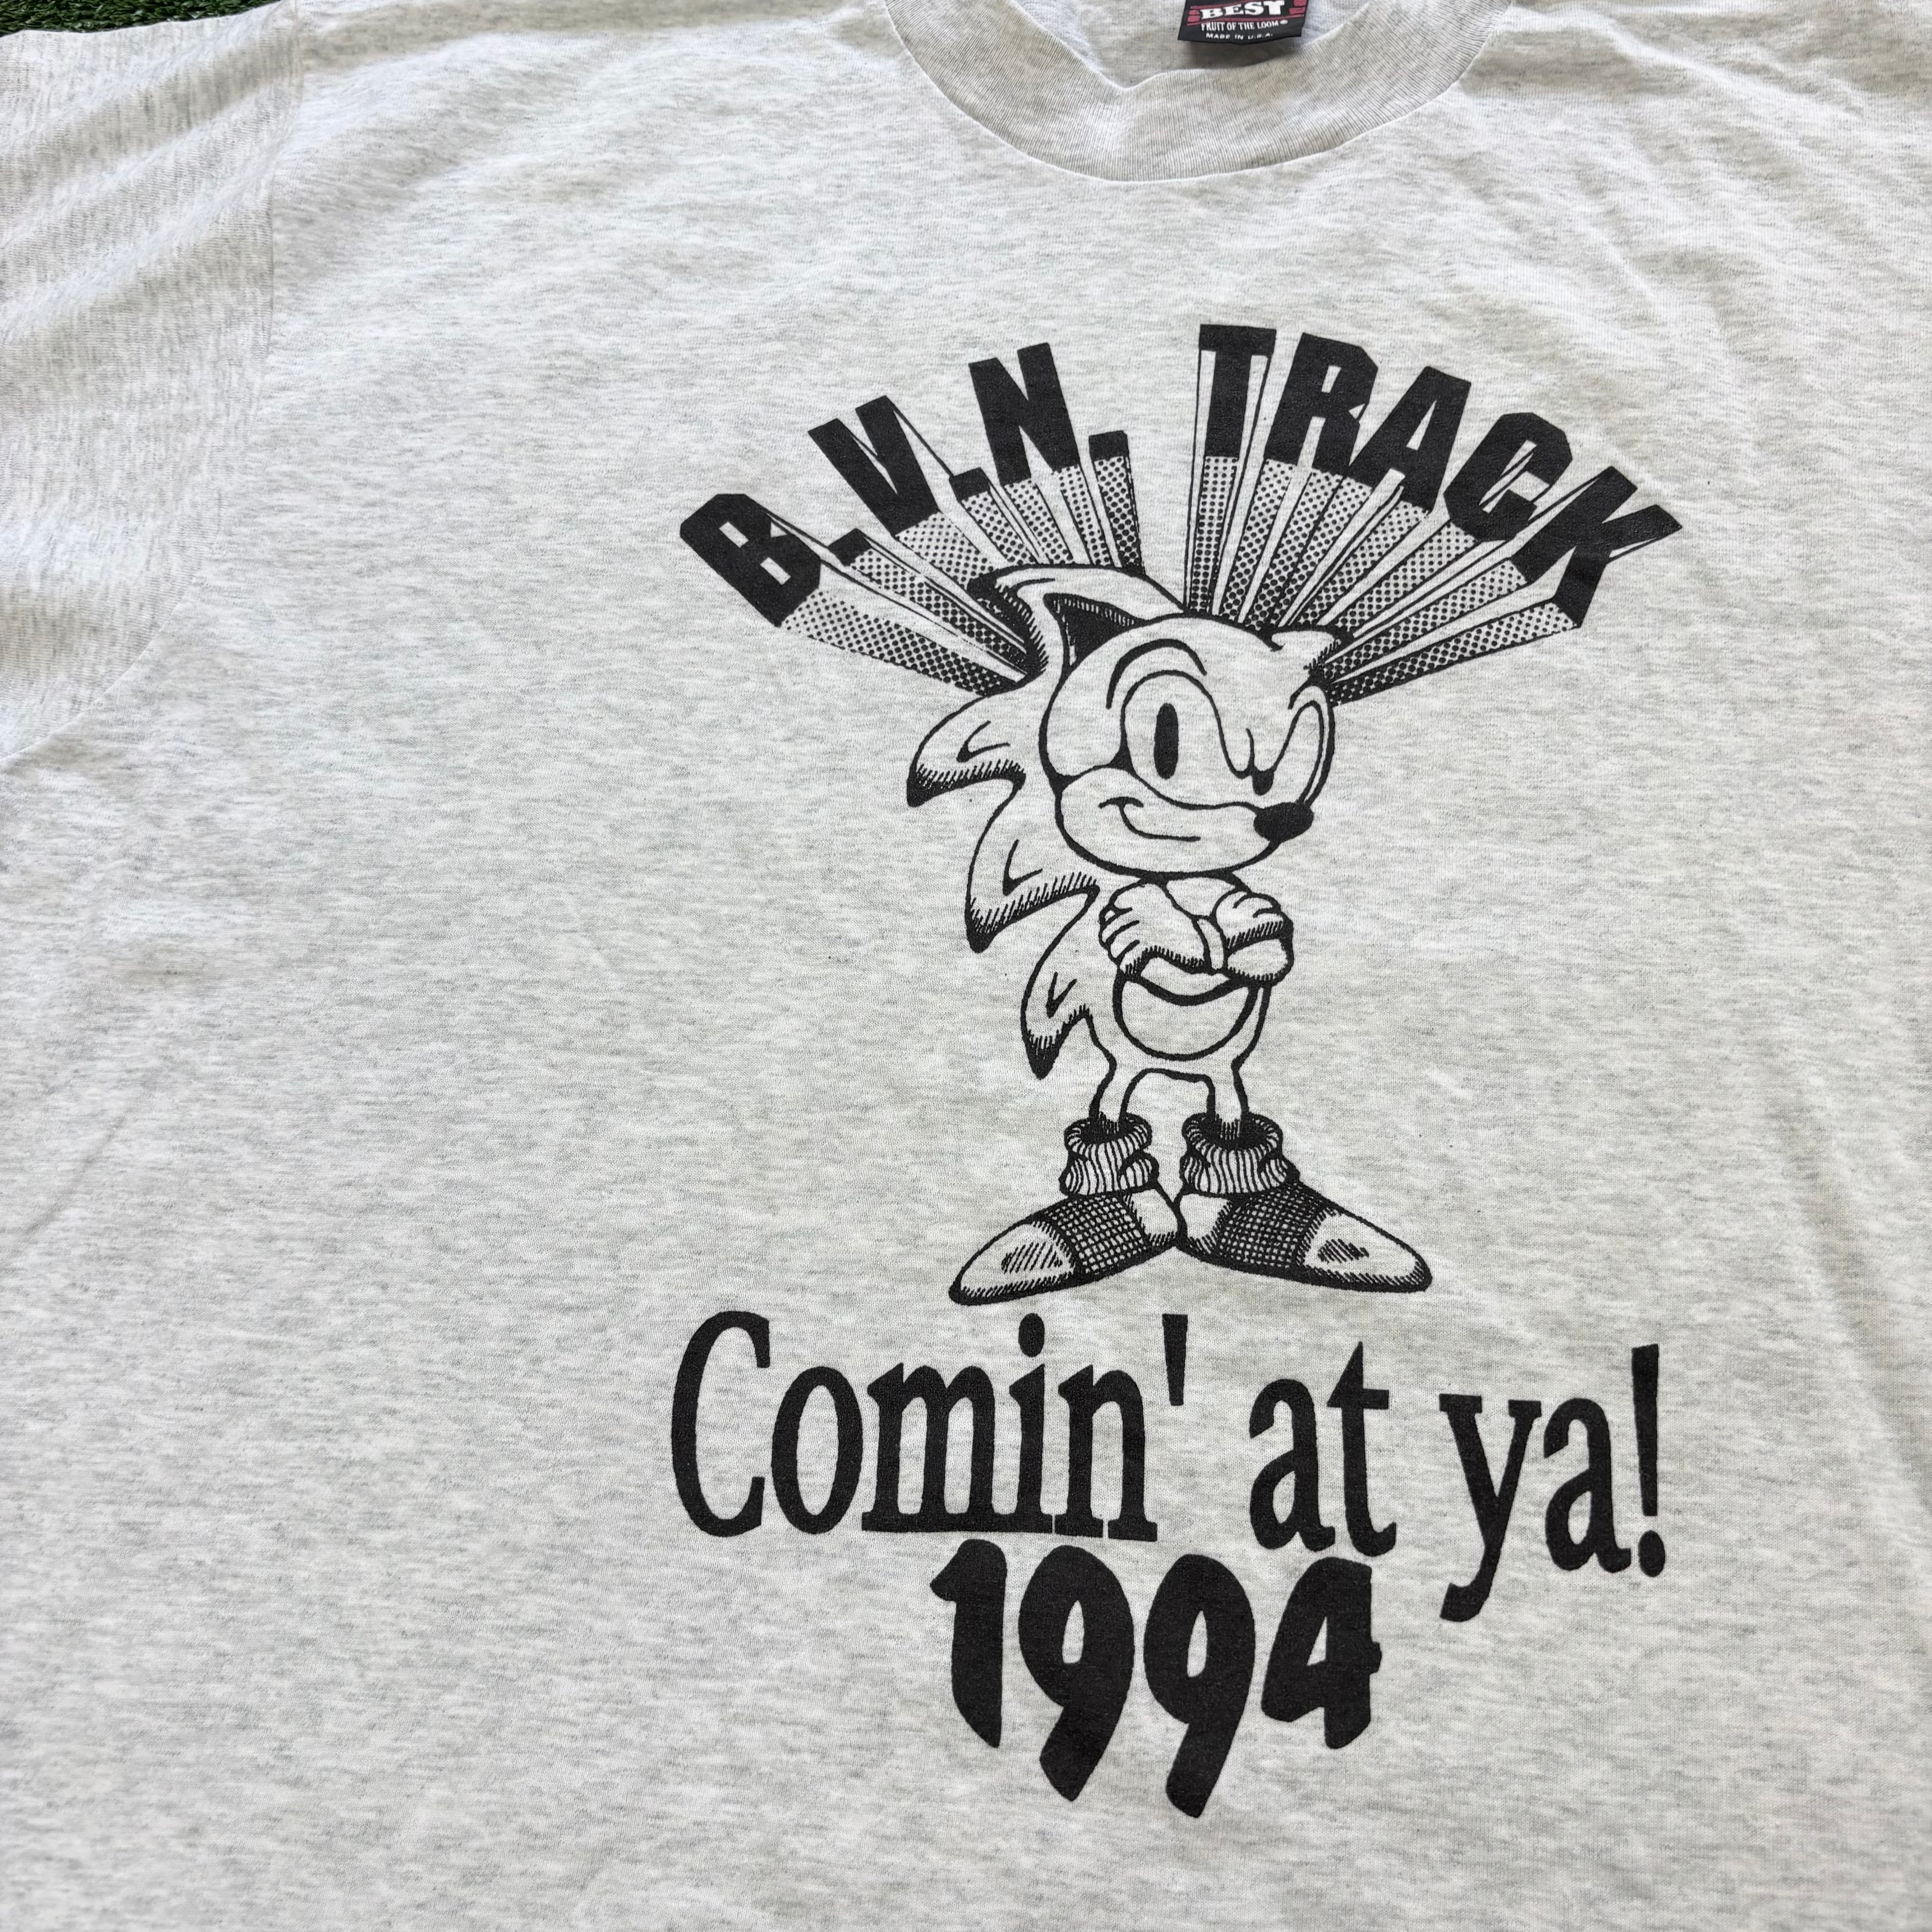 BEST
FRUIT OF THE LOOM®
MADE IN U.S.A.
B.V.N. TRACK
Comin' at ya!
1994